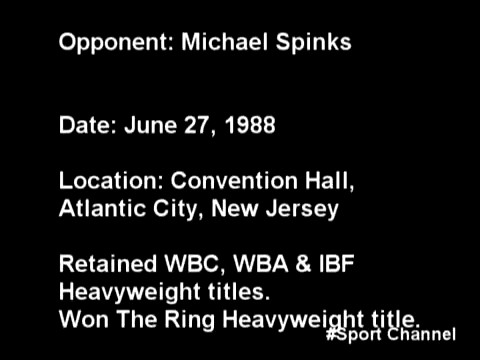 Opponent: Michael Spinks
Date: June 27, 1988
Location: Convention Hall,
Atlantic City, New Jersey
Retained WBC, WBA & IBF
Heavyweight titles.
Won The Ring Heavyweight title.
#Sport Channel